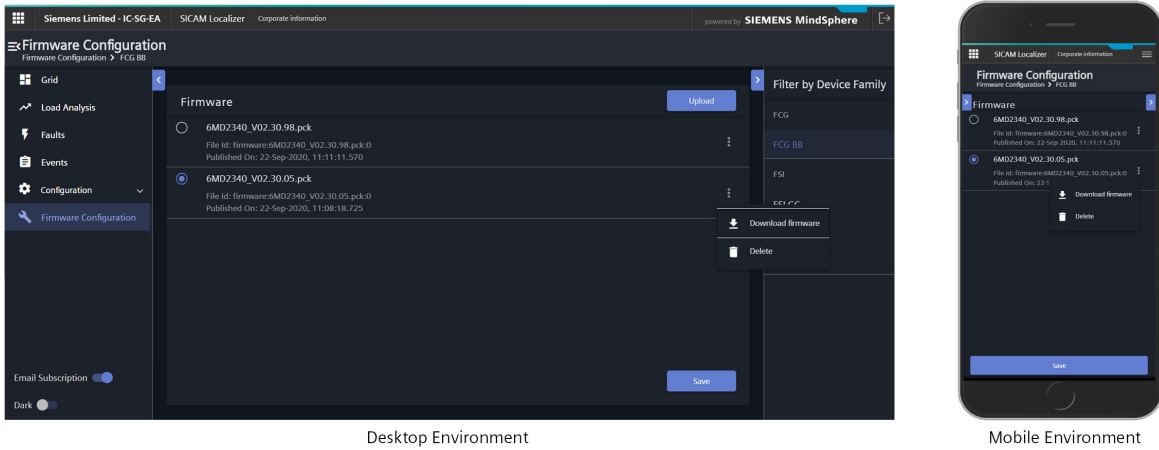 Siemens Limited - IC-SG-EA SICAM Localizer Corporate information powered by SIEMENS MindSphere
Firmware Configuration
Firmware Configuration > FCG BB
Grid
Load Analysis
Faults
Events
Configuration
Firmware Configuration
Email Subscription
Dark
Firmware
Upload
6MD2340_V02.30.98.pck
File Id: firmware:6MD2340_V02.30.98.pck:0
Published On: 22-Sep-2020, 11:11:11.570
6MD2340_V02.30.05.pck
File Id: firmware:6MD2340_V02.30.05.pck:0
Published On: 22-Sep-2020, 11:08:18.725
Download firmware
Delete
Save
Filter by Device Family
FCG
FCG BB
FSI
Desktop Environment
SICAM Localizer Corporate information
Firmware Configuration
Firmware Configuration > FCG BB
Firmware
6MD2340_V02.30.98.pck
File Id: firmware:6MD2340_V02.30.98.pck:0
Published On: 22-Sep-2020, 11:11:11.570
6MD2340_V02.30.05.pck
File Id: firmware:6MD2340_V02.30.05.pck:0
Published On: 22-S
Download firmware
Delete
Save
Mobile Environment